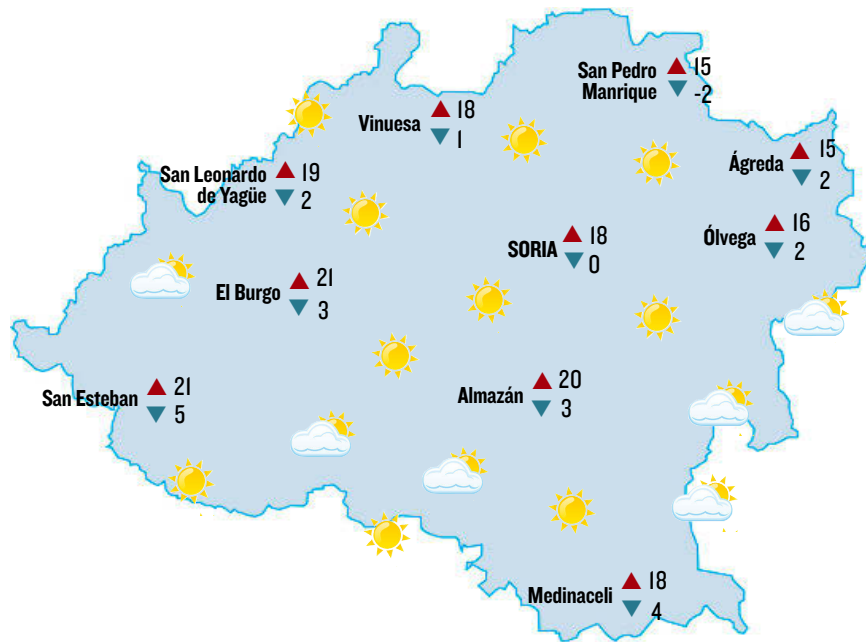 San Pedro
Manrique
15
-2
Vinuesa
18
1
Ágreda
15
2
San Leonardo
de Yagüe
19
2
SORIA
18
0
Ólvega
16
2
El Burgo
21
3
San Esteban
21
5
Almazán
20
3
Medinaceli
18
4